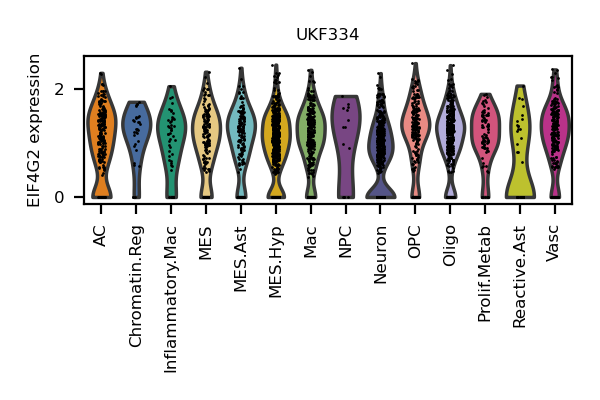 UKF334
EIF4G2 expression
2
0
AC
Chromatin.Reg
Inflammatory.Mac
MES
MES.Ast
MES.Hyp
Mac
NPC
Neuron
OPC
Oligo
Prolif.Metab
Reactive.Ast
Vasc